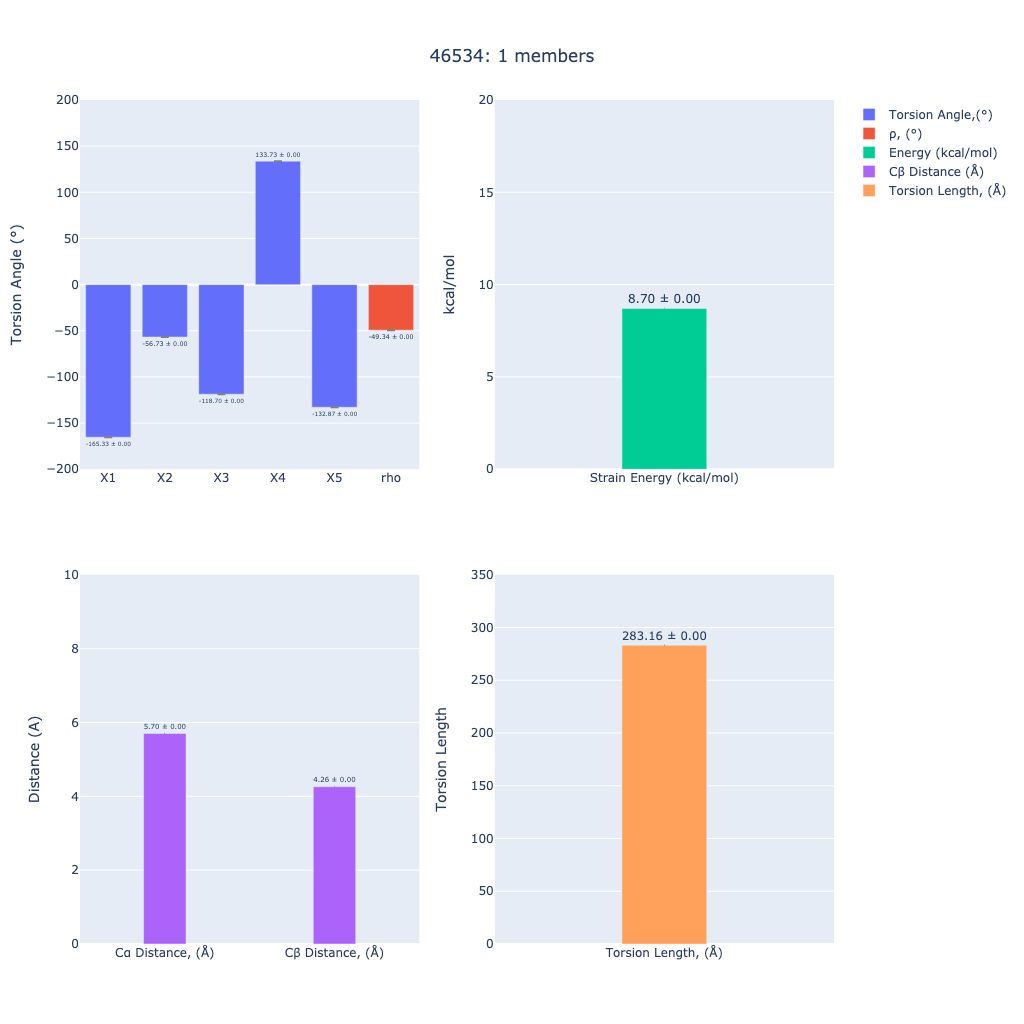 46534: 1 members
Torsion Angle (°)
200
150
100
50
0
−50
−100
−150
−200
-165.33 ± 0.00
-56.73 ± 0.00
-118.70 ± 0.00
133.73 ± 0.00
-132.87 ± 0.00
-49.34 ± 0.00
X1 X2 X3 X4 X5 rho
kcal/mol
20
15
10
5
0
8.70 ± 0.00
Strain Energy (kcal/mol)
Torsion Angle,(°)
ρ, (°)
Energy (kcal/mol)
Cβ Distance (Å)
Torsion Length, (Å)
Distance (A)
10
8
6
4
2
0
5.70 ± 0.00
4.26 ± 0.00
Cα Distance, (Å) Cβ Distance, (Å)
Torsion Length
350
300
250
200
150
100
50
0
283.16 ± 0.00
Torsion Length, (Å)